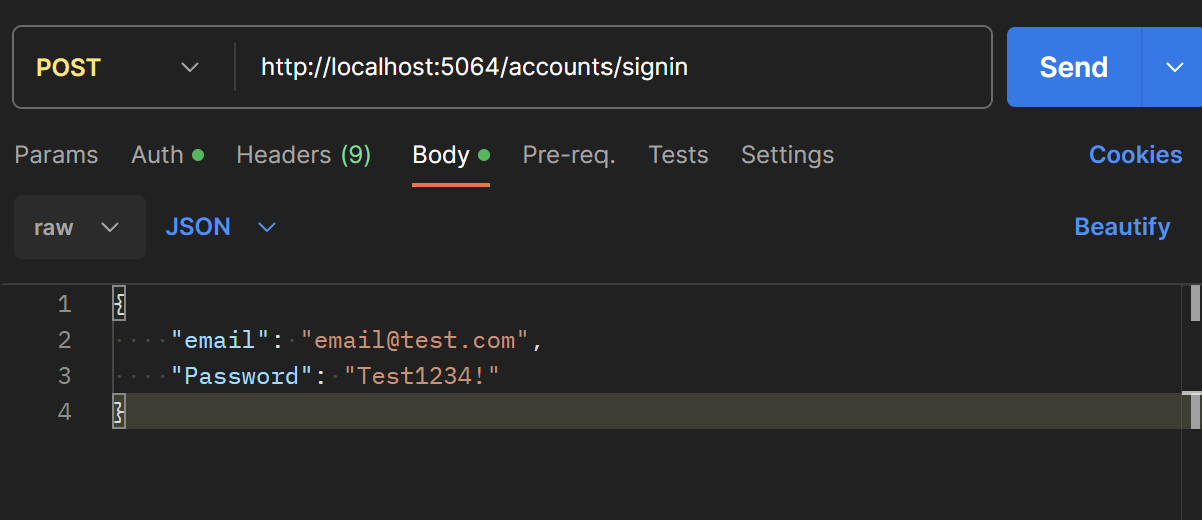 POST http://localhost:5064/accounts/signin Send
Params Auth Headers (9) Body Pre-req. Tests Settings Cookies
raw JSON Beautify
1 {
2 "email": "email@test.com",
3 "Password": "Test1234!"
4 }